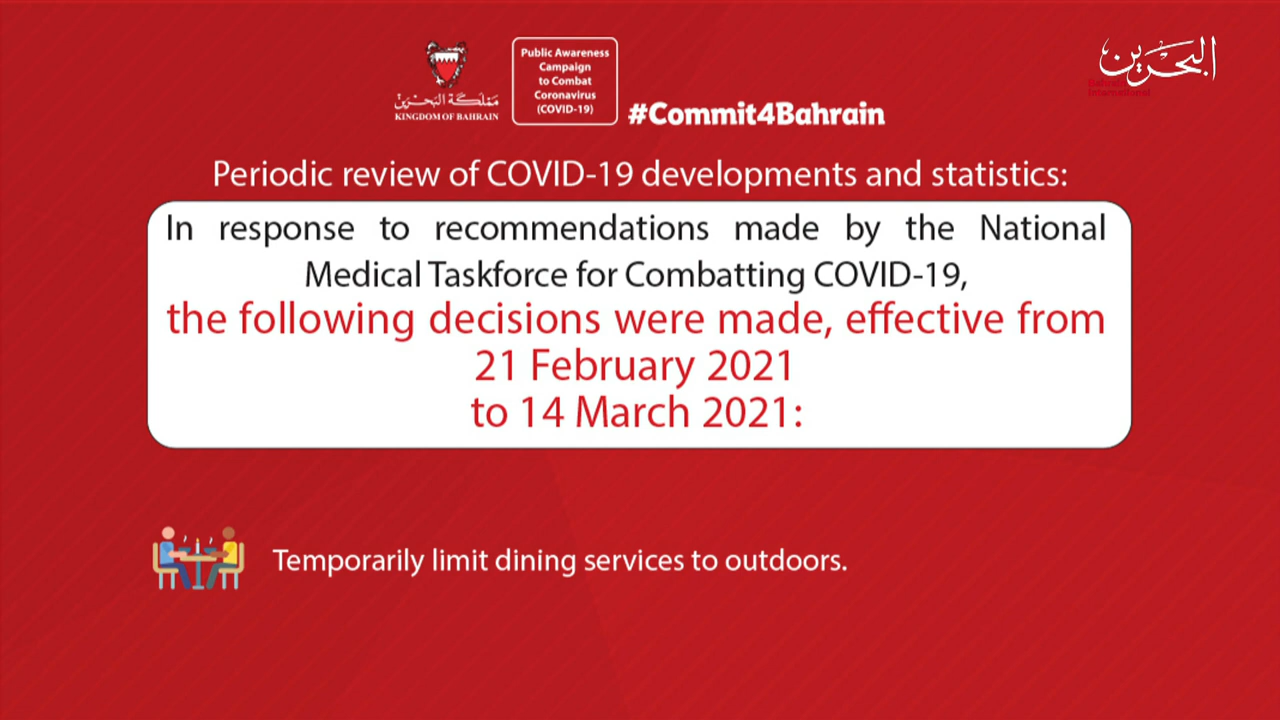 Public Awareness
Campaign
to Combat
Coronavirus
(COVID-19)
مملكة البحرين
KINGDOM OF BAHRAIN
#Commit4Bahrain
البحرين
Bahrain
International
Periodic review of COVID-19 developments and statistics:
In response to recommendations made by the National
Medical Taskforce for Combatting COVID-19,
the following decisions were made, effective from
21 February 2021
to 14 March 2021:
Temporarily limit dining services to outdoors.